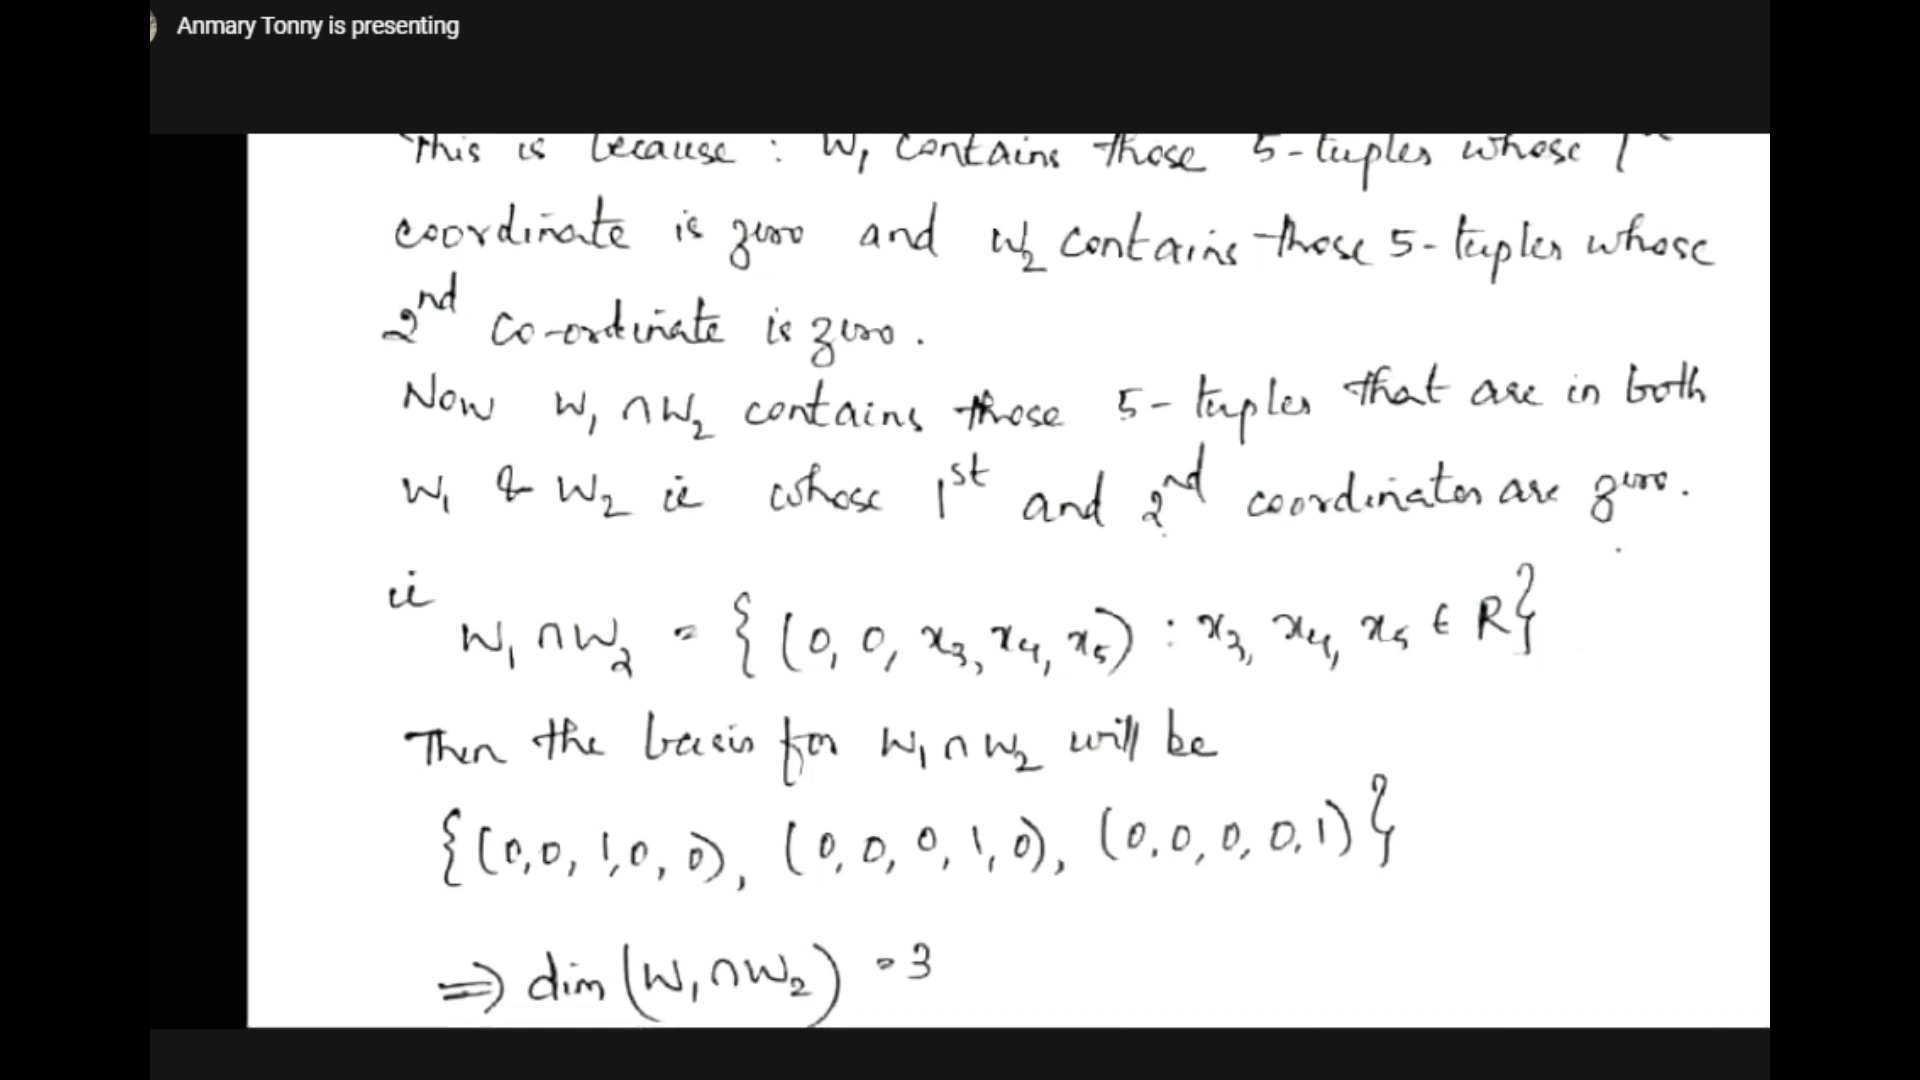 Anmary Tonny is presenting
This is because : W₁ contains those 5-tuples whose 1st
coordinate is zero and W₂ contains those 5-tuples whose
2nd co-ordinate is zero.
Now W₁ ∩ W₂ contains those 5-tuples that are in both
W₁ & W₂ ie whose 1st and 2nd coordinates are zero.
ie W₁ ∩ W₂ = {(0, 0, x₃, x₄, x₅) : x₃, x₄, x₅ ∈ R}
Then the basis for W₁ ∩ W₂ will be
{(0,0,1,0,0), (0,0,0,1,0), (0,0,0,0,1)}
⇒ dim(W₁ ∩ W₂) = 3